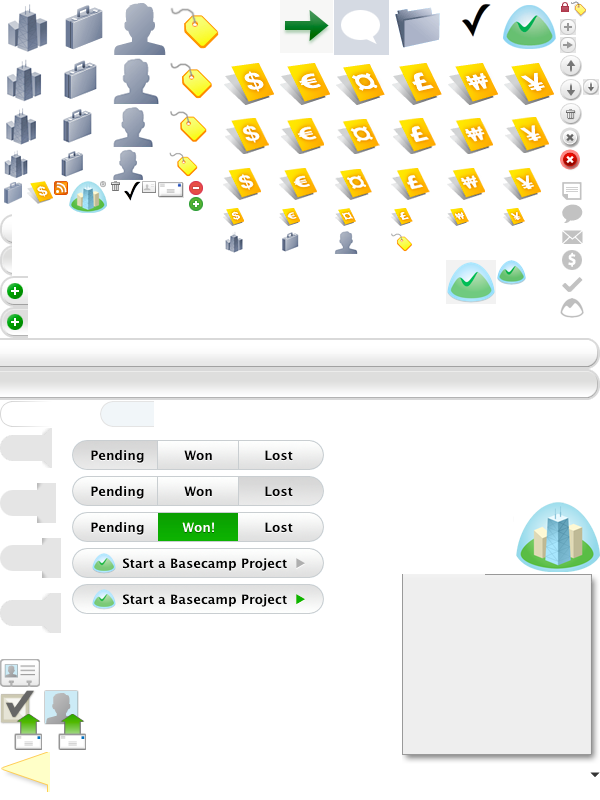 $ € ¤ £ ₩ ¥
$ € ¤ £ ₩ ¥
$ € ¤ £ ₩ ¥
$
$ € ¤ £ ₩ ¥
$
Pending Won Lost
Pending Won Lost
Pending Won! Lost
Start a Basecamp Project
Start a Basecamp Project